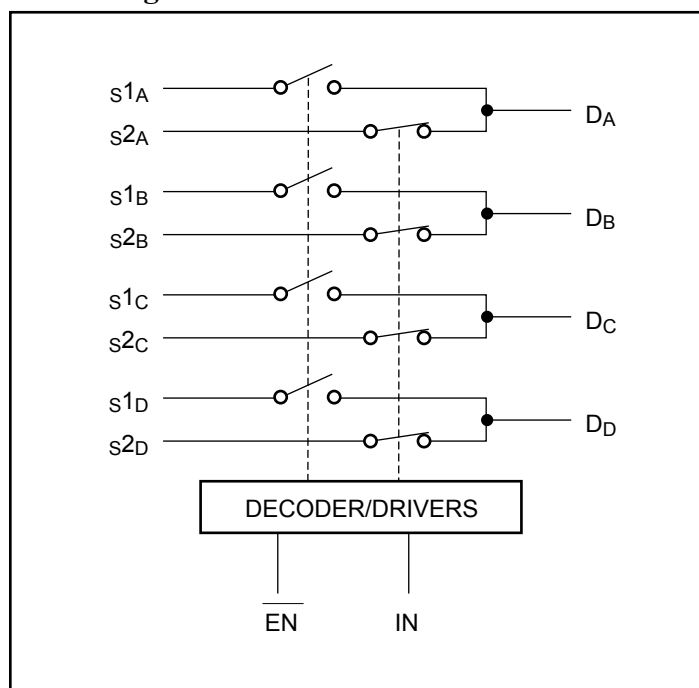 S1A
S2A
DA
S1B
S2B
DB
S1C
S2C
DC
S1D
S2D
DD
DECODER/DRIVERS
EN
IN